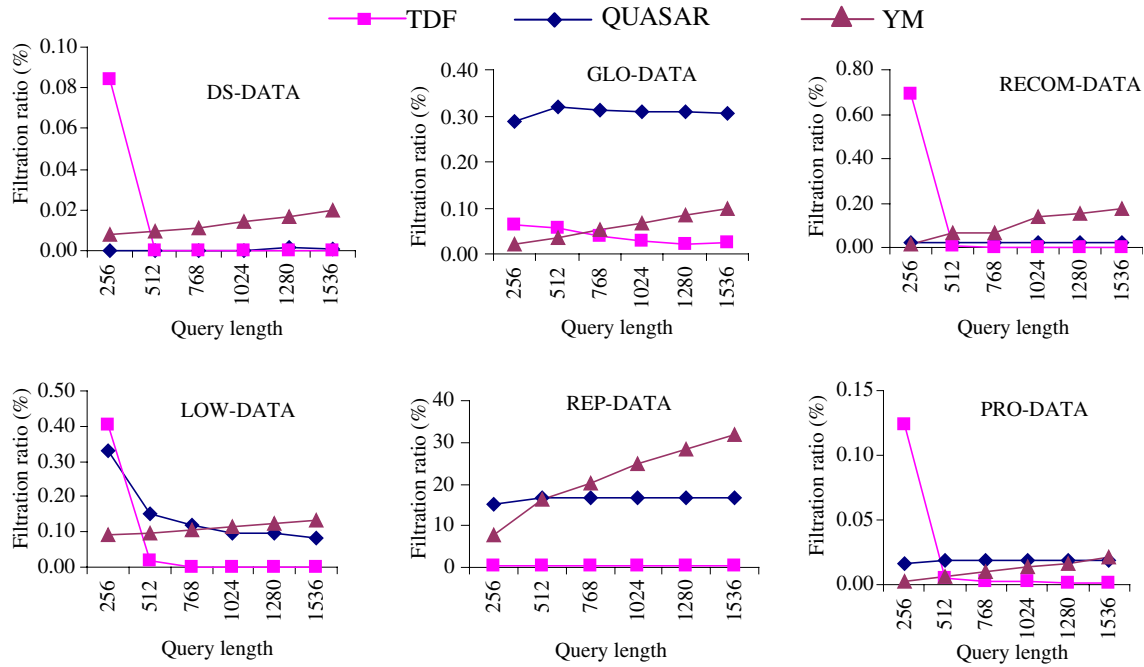 TDF QUASAR YM
DS-DATA
Filtration ratio (%)
0.10
0.08
0.06
0.04
0.02
0.00
256 512 768 1024 1280 1536
Query length
GLO-DATA
Filtration ratio (%)
0.40
0.30
0.20
0.10
0.00
256 512 768 1024 1280 1536
Query length
RECOM-DATA
Filtration ratio (%)
0.80
0.60
0.40
0.20
0.00
256 512 768 1024 1280 1536
Query length
LOW-DATA
Filtration ratio (%)
0.50
0.40
0.30
0.20
0.10
0.00
256 512 768 1024 1280 1536
Query length
REP-DATA
Filtration ratio (%)
40
30
20
10
0
256 512 768 1024 1280 1536
Query length
PRO-DATA
Filtration ratio (%)
0.15
0.10
0.05
0.00
256 512 768 1024 1280 1536
Query length